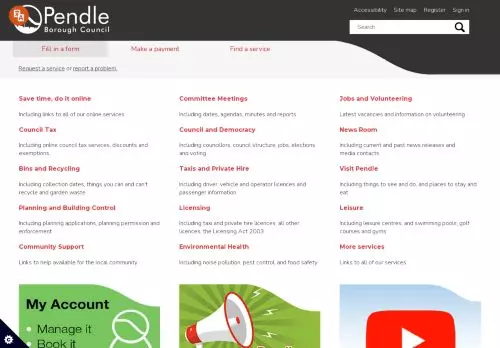 Accessibility Site map Register Sign in
Pendle
Borough Council
Search
Fill in a form Make a payment Find a service
Request a service or report a problem.
Save time, do it online
Including links to all of our online services
Council Tax
Including online council tax services, discounts and
exemptions
Bins and Recycling
Including collection dates, things you can and can't
recycle and garden waste
Planning and Building Control
Including planning applications, planning permission and
enforcement
Community Support
Links to help available for the local community
Committee Meetings
Including dates, agendas, minutes and reports
Council and Democracy
Including councillors, council structure, jobs, elections
and voting
Taxis and Private Hire
Including driver, vehicle and operator licences and
passenger information
Licensing
Including taxi and private hire licences, all other
licences, the Licensing Act 2003
Environmental Health
Including noise pollution, pest control, and food safety
Jobs and Volunteering
Latest vacancies and information on volunteering
News Room
Including current and past news releases and
media contacts
Visit Pendle
Including things to see and do, and places to stay and
eat
Leisure
Including leisure centres, and swimming pools, golf
courses and gyms
More services
Links to all of our services
My Account
• Manage it
• Book it